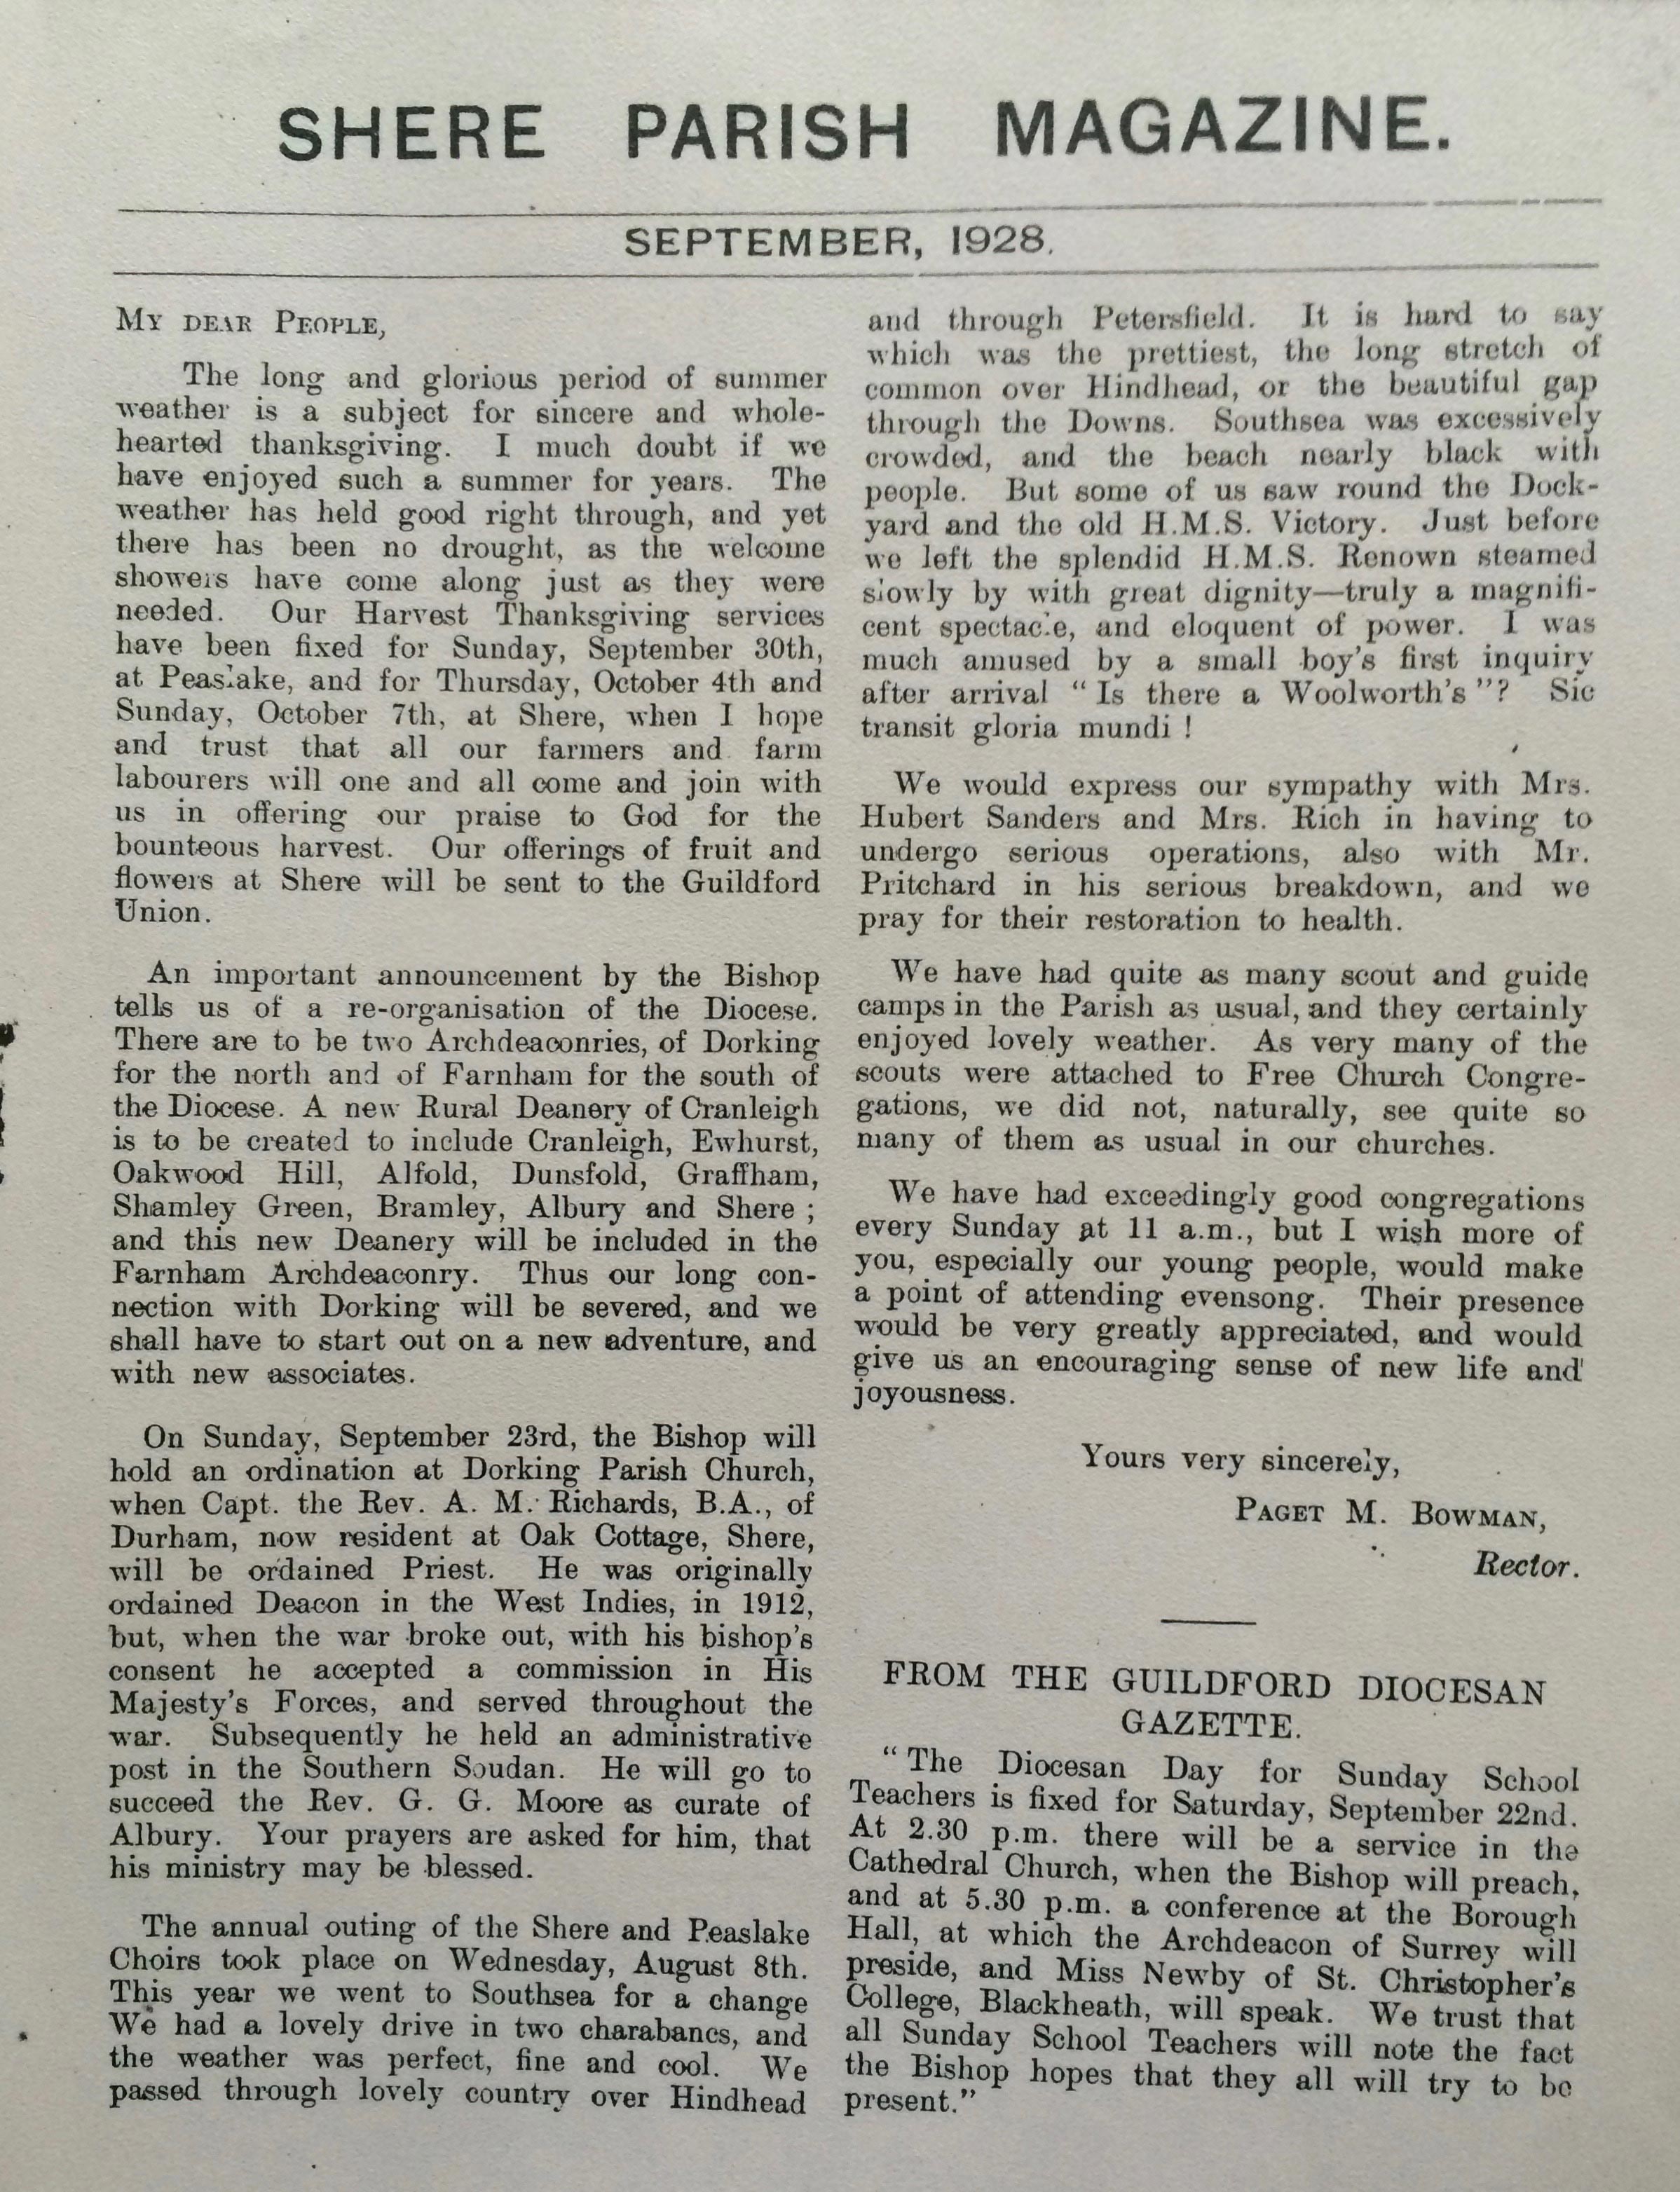 SHERE PARISH MAGAZINE.
SEPTEMBER, 1928.
MY DEAR PEOPLE,
The long and glorious period of summer
weather is a subject for sincere and whole-
hearted thanksgiving. I much doubt if we
have enjoyed such a summer for years. The
weather has held good right through, and yet
there has been no drought, as the welcome
showers have come along just as they were
needed. Our Harvest Thanksgiving services
have been fixed for Sunday, September 30th,
at Peaslake, and for Thursday, October 4th and
Sunday, October 7th, at Shere, when I hope
and trust that all our farmers and farm
labourers will one and all come and join with
us in offering our praise to God for the
bounteous harvest. Our offerings of fruit and
flowers at Shere will be sent to the Guildford
Union.
An important announcement by the Bishop
tells us of a re-organisation of the Diocese.
There are to be two Archdeaconries, of Dorking
for the north and of Farnham for the south of
the Diocese. A new Rural Deanery of Cranleigh
is to be created to include Cranleigh, Ewhurst,
Oakwood Hill, Alfold, Dunsfold, Graffham,
Shamley Green, Bramley, Albury and Shere ;
and this new Deanery will be included in the
Farnham Archdeaconry. Thus our long con-
nection with Dorking will be severed, and we
shall have to start out on a new adventure, and
with new associates.
On Sunday, September 23rd, the Bishop will
hold an ordination at Dorking Parish Church,
when Capt. the Rev. A. M. Richards, B.A., of
Durham, now resident at Oak Cottage, Shere,
will be ordained Priest. He was originally
ordained Deacon in the West Indies, in 1912,
but, when the war broke out, with his bishop's
consent he accepted a commission in His
Majesty's Forces, and served throughout the
war. Subsequently he held an administrative
post in the Southern Soudan. He will go to
succeed the Rev. G. G. Moore as curate of
Albury. Your prayers are asked for him, that
his ministry may be blessed.
The annual outing of the Shere and Peaslake
Choirs took place on Wednesday, August 8th.
This year we went to Southsea for a change
We had a lovely drive in two charabancs, and
the weather was perfect, fine and cool. We
passed through lovely country over Hindhead
and through Petersfield. It is hard to say
which was the prettiest, the long stretch of
common over Hindhead, or the beautiful gap
through the Downs. Southsea was excessively
crowded, and the beach nearly black with
people. But some of us saw round the Dock-
yard and the old H.M.S. Victory. Just before
we left the splendid H.M.S. Renown steamed
slowly by with great dignity—truly a magnifi-
cent spectacle, and eloquent of power. I was
much amused by a small boy's first inquiry
after arrival "Is there a Woolworth's"? Sic
transit gloria mundi !
We would express our sympathy with Mrs.
Hubert Sanders and Mrs. Rich in having to
undergo serious operations, also with Mr.
Pritchard in his serious breakdown, and we
pray for their restoration to health.
We have had quite as many scout and guide
camps in the Parish as usual, and they certainly
enjoyed lovely weather. As very many of the
scouts were attached to Free Church Congre-
gations, we did not, naturally, see quite so
many of them as usual in our churches.
We have had exceedingly good congregations
every Sunday at 11 a.m., but I wish more of
you, especially our young people, would make
a point of attending evensong. Their presence
would be very greatly appreciated, and would
give us an encouraging sense of new life and
joyousness.
Yours very sincerely,
PAGET M. BOWMAN,
Rector.
FROM THE GUILDFORD DIOCESAN
GAZETTE.
"The Diocesan Day for Sunday School
Teachers is fixed for Saturday, September 22nd.
At 2.30 p.m. there will be a service in the
Cathedral Church, when the Bishop will preach,
and at 5.30 p.m. a conference at the Borough
Hall, at which the Archdeacon of Surrey will
preside, and Miss Newby of St. Christopher's
College, Blackheath, will speak. We trust that
all Sunday School Teachers will note the fact
the Bishop hopes that they all will try to be
present."